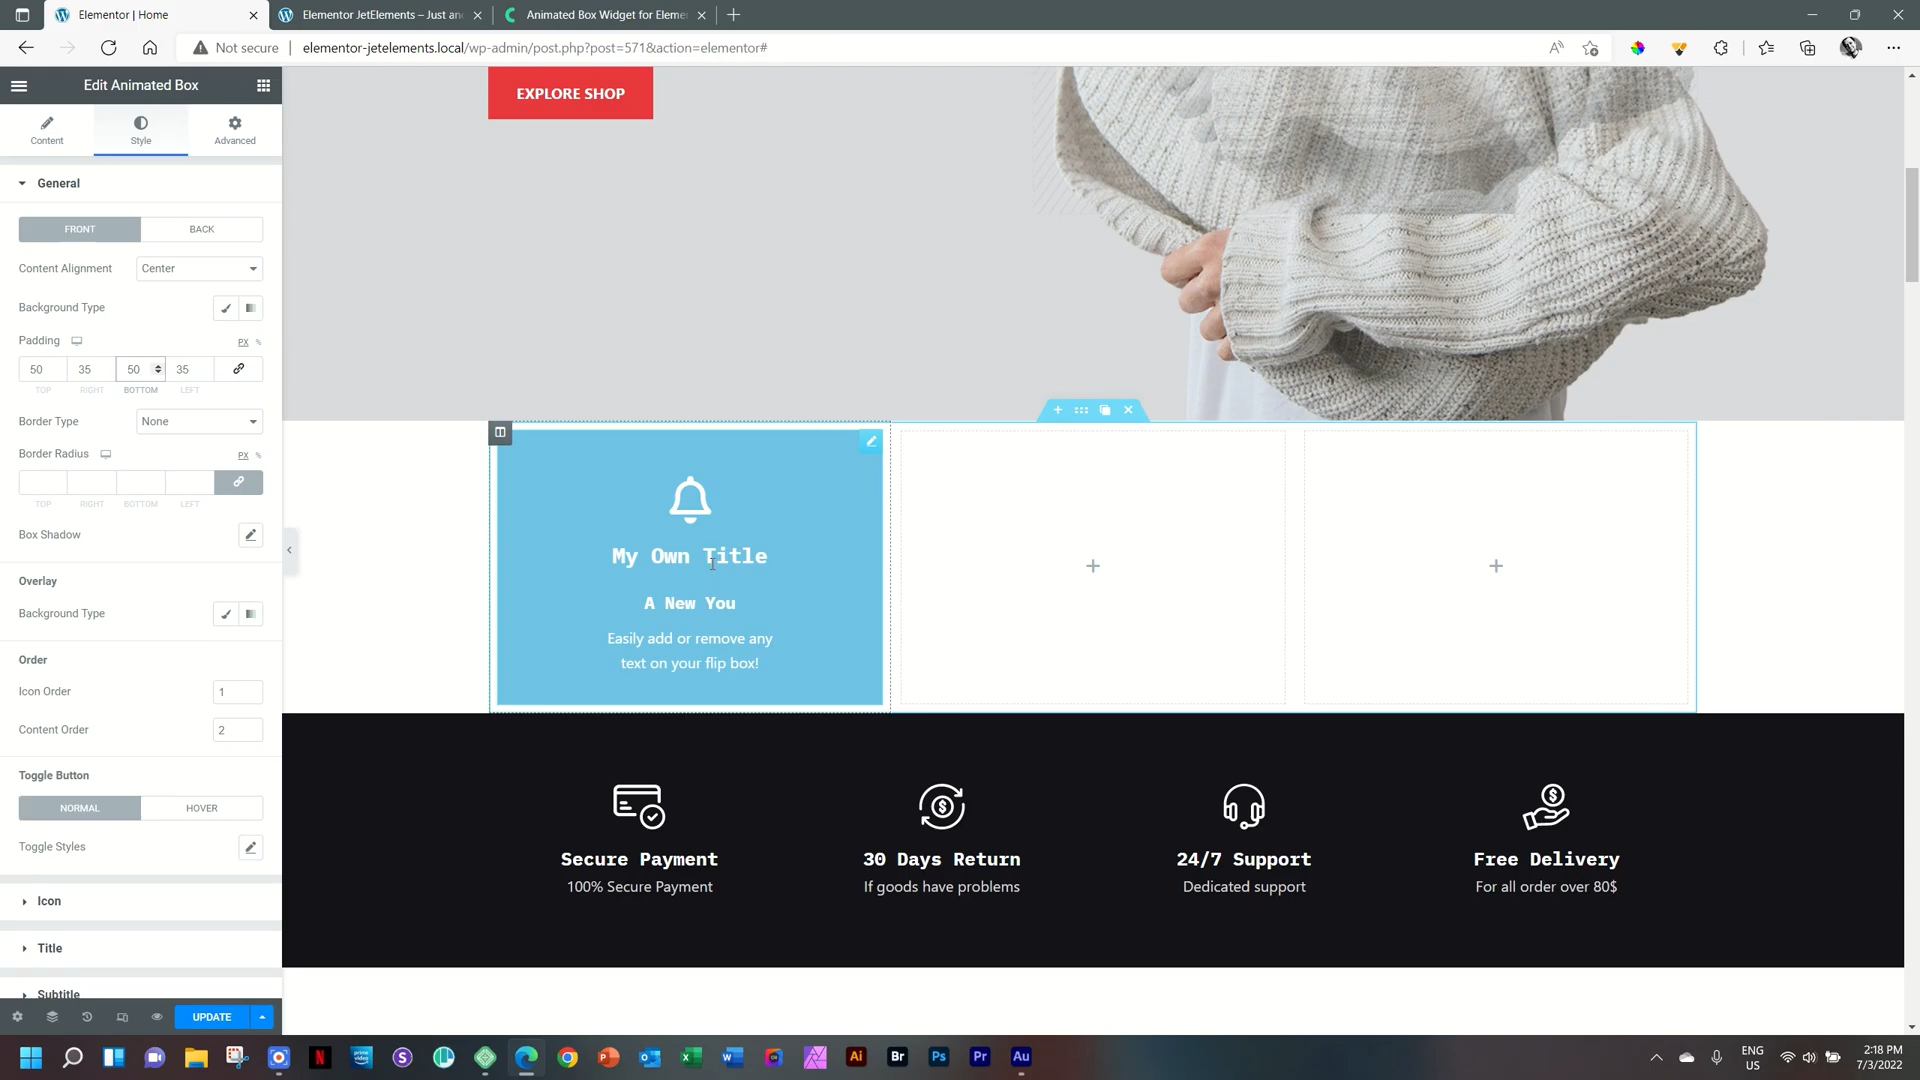 Elementor | Home
Elementor JetElements – Just an
Animated Box Widget for Eleme
Not secure
elementor-jetelements.local/wp-admin/post.php?post=571&action=elementor#
Edit Animated Box
Content
Style
Advanced
General
FRONT
BACK
Content Alignment
Center
Background Type
Padding
PX %
50
35
50
35
TOP
RIGHT
BOTTOM
LEFT
Border Type
None
Border Radius
PX %
TOP
RIGHT
BOTTOM
LEFT
Box Shadow
Overlay
Background Type
Order
Icon Order
1
Content Order
2
Toggle Button
NORMAL
HOVER
Toggle Styles
Icon
Title
Subtitle
UPDATE
EXPLORE SHOP
My Own Title
A New You
Easily add or remove any
text on your flip box!
Secure Payment
100% Secure Payment
30 Days Return
If goods have problems
24/7 Support
Dedicated support
Free Delivery
For all order over 80$
prime video
Ai
Br
Ps
Pr
Au
ENG
US
2:18 PM
7/3/2022